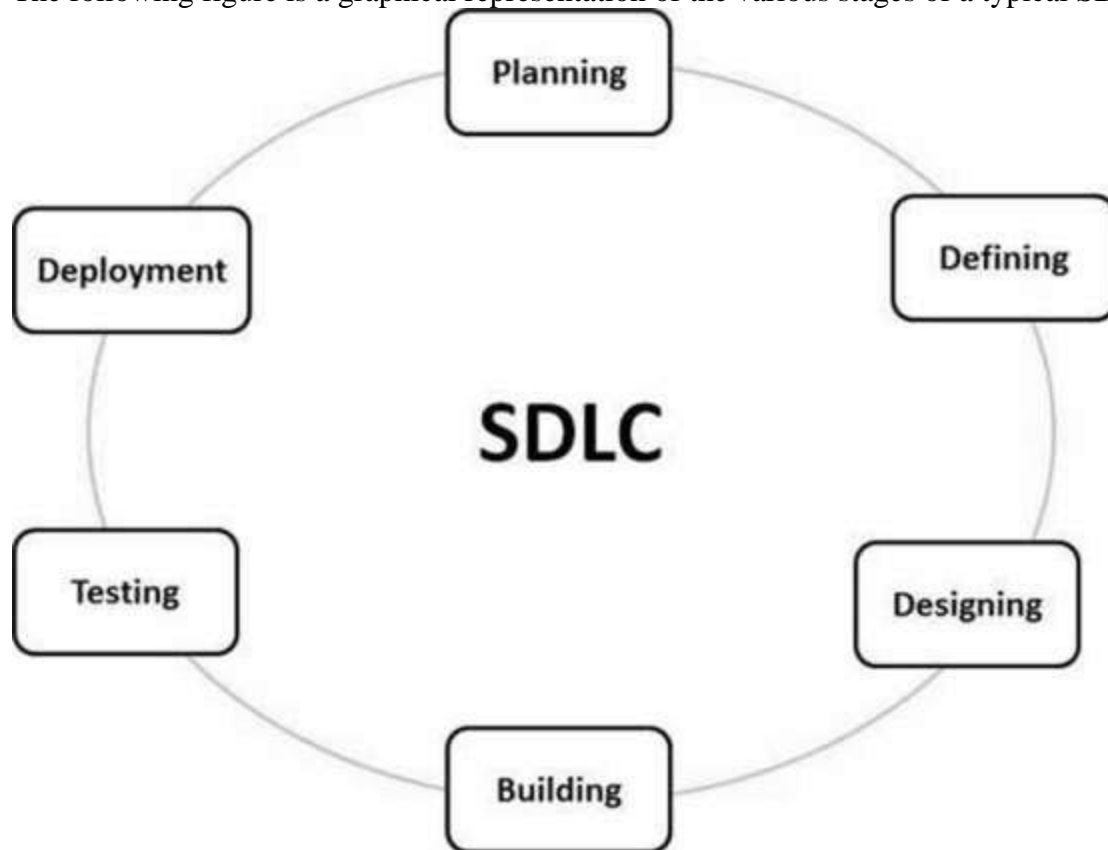 The following figure is a graphical representation of the various stages of a typical
Planning
Defining
Deployment
SDLC
Testing
Designing
Building